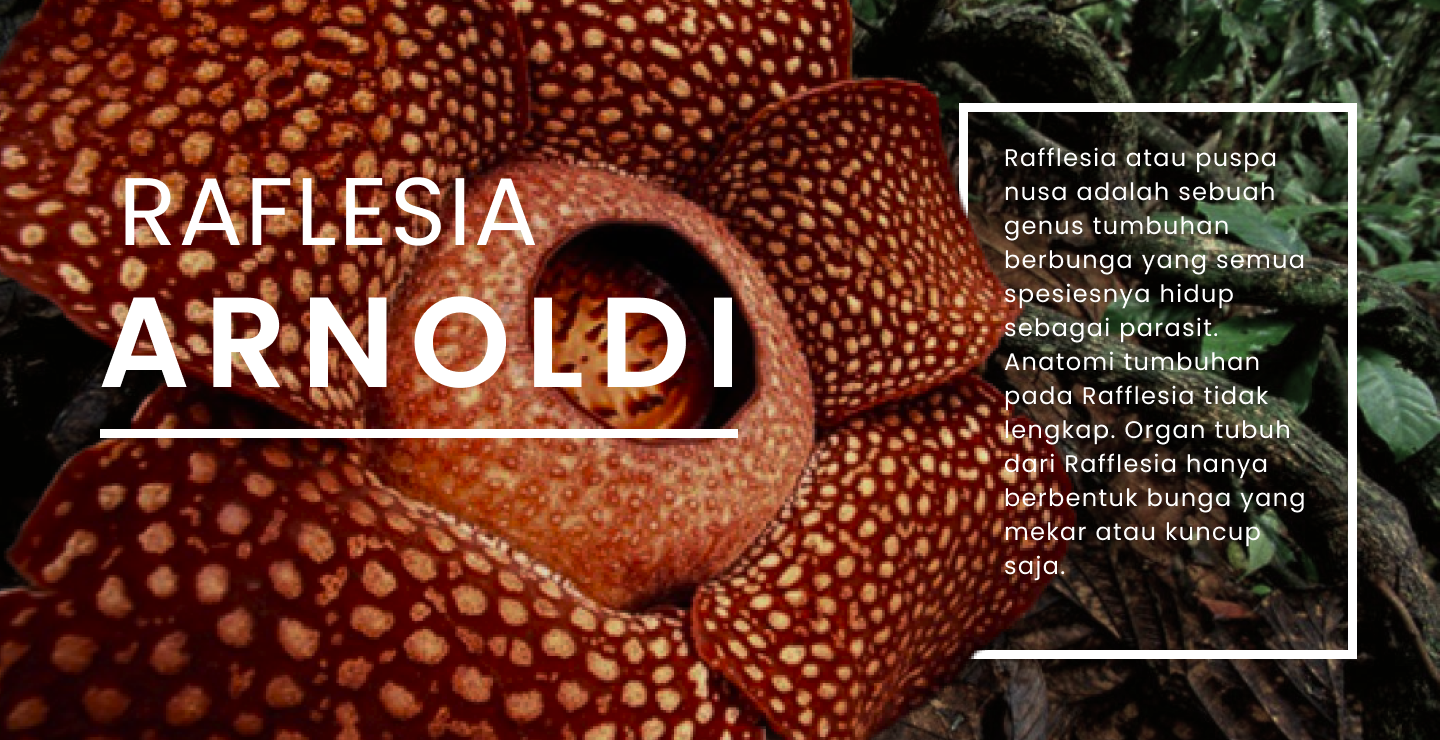 RAFLESIA
ARNOLDI
Rafflesia atau puspa
nusa adalah sebuah
genus tumbuhan
berbunga yang semua
spesiesnya hidup
sebagai parasit.
Anatomi tumbuhan
pada Rafflesia tidak
lengkap. Organ tubuh
dari Rafflesia hanya
berbentuk bunga yang
mekar atau kuncup
saja.